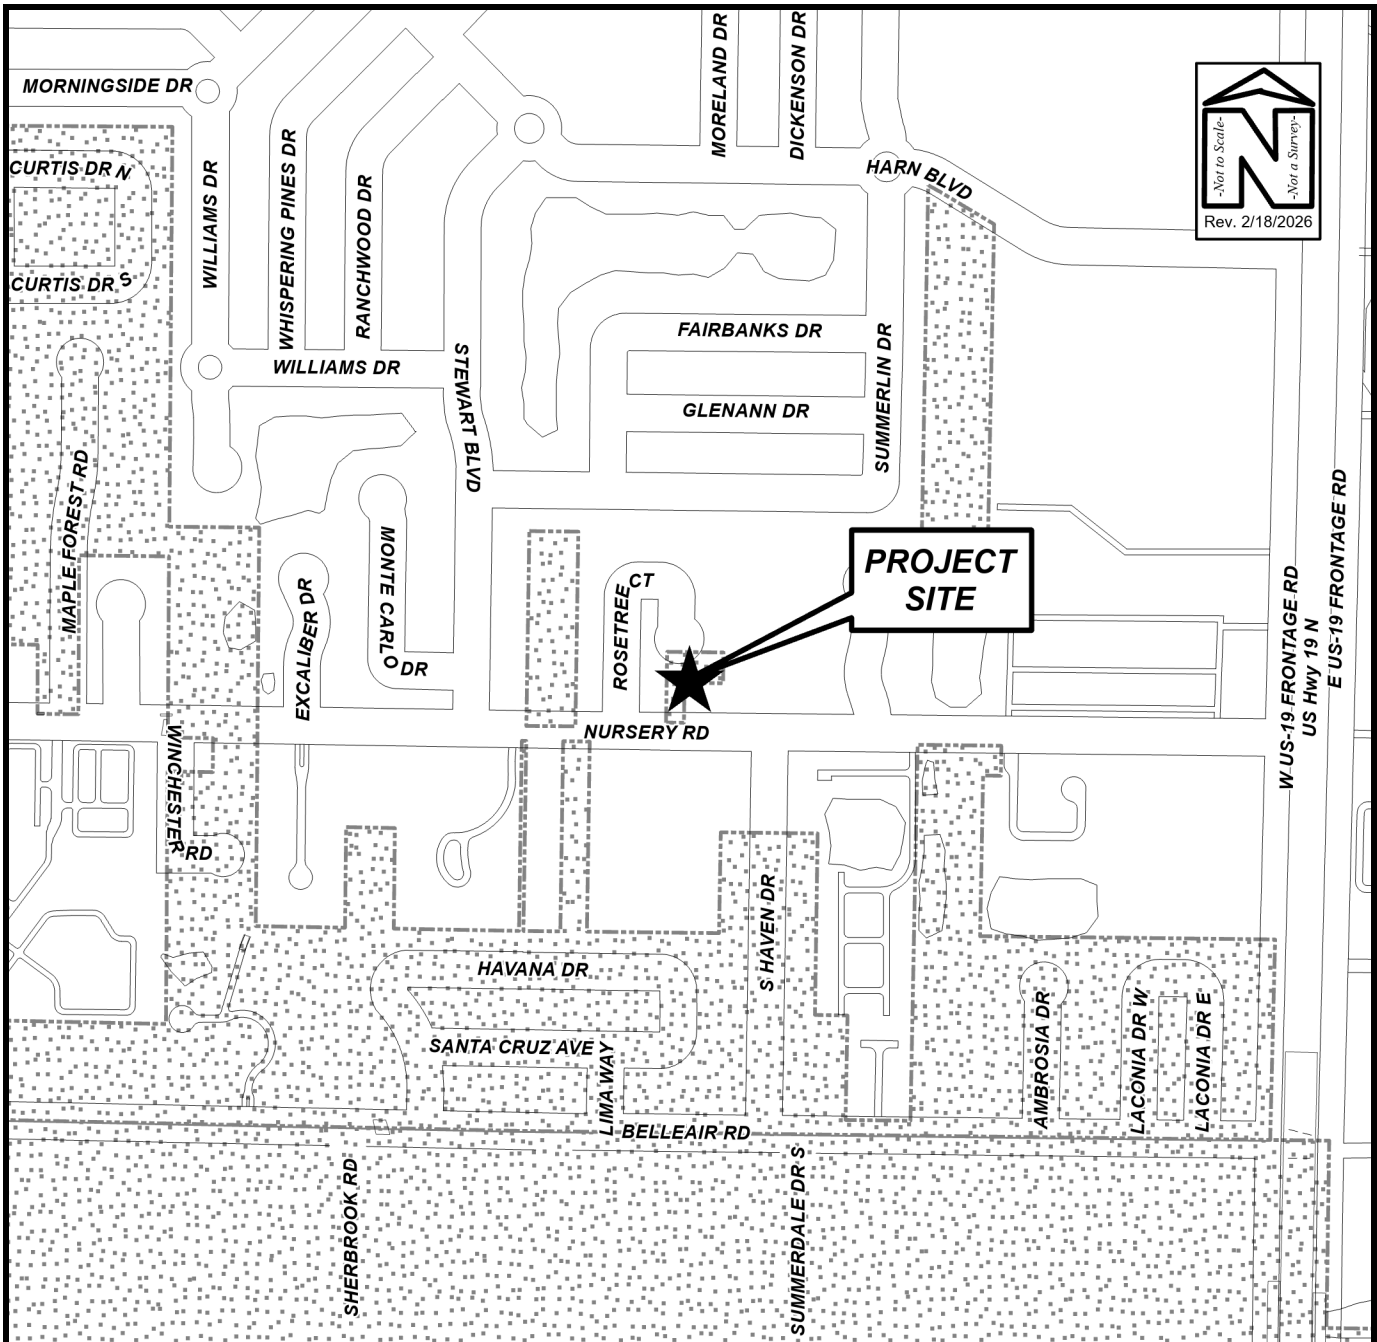 MORELAND DR
DICKENSON DR
MORNINGSIDE DR
-Not to Scale-
-Not a Survey-
N
Rev. 2/18/2026
CURTIS DR N
HARN BLVD
WILLIAMS DR
WHISPERING PINES DR
RANCHWOOD DR
CURTIS DR S
FAIRBANKS DR
SUMMERLIN DR
WILLIAMS DR
STEWART BLVD
GLENANN DR
MAPLE FOREST RD
E US-19 FRONTAGE RD
MONTE CARLO DR
EXCALIBER DR
ROSETREE CT
PROJECT
SITE
W US-19 FRONTAGE RD
US Hwy 19 N
NURSERY RD
WINCHESTER RD
S HAVEN DR
HAVANA DR
SANTA CRUZ AVE
LIMA WAY
AMBROSIA DR
LACONIA DR W
LACONIA DR E
BELLEAIR RD
SHERBROOK RD
SUMMERDALE DR S